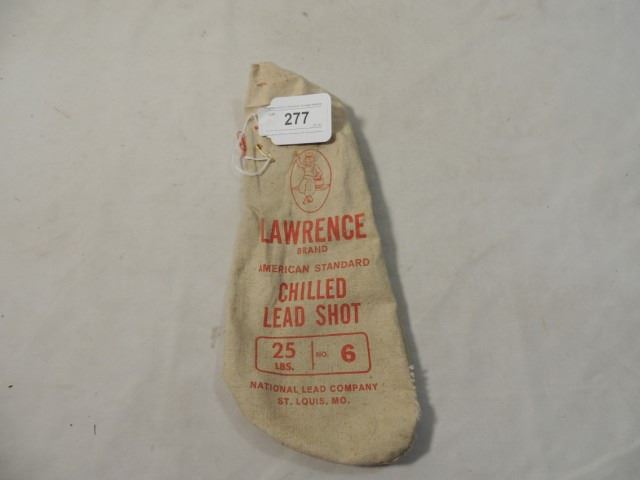 277
LAWRENCE
BRAND
AMERICAN STANDARD
CHILLED
LEAD SHOT
25 LBS. NO. 6
NATIONAL LEAD COMPANY
ST. LOUIS, MO.